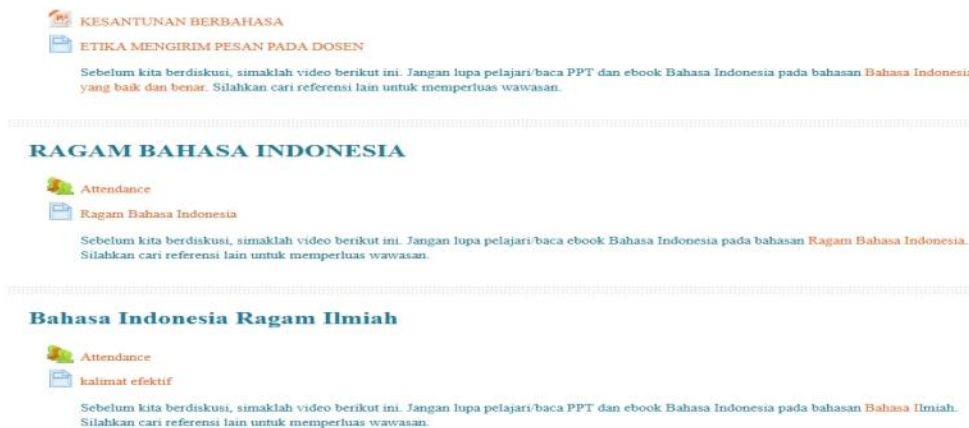 KESANTUNAN BERBAHASA
ETIKA MENGIRIM PESAN PADA DOSEN
Sebelum kita berdiskusi, simaklah video berikut ini. Jangan lupa pelajari/baca PPT dan ebook Bahasa Indonesia pada bahasan Bahasa Indonesia
yang baik dan benar. Silahkan cari referensi lain untuk memperluas wawasan.
RAGAM BAHASA INDONESIA
Attendance
Ragam Bahasa Indonesia
Sebelum kita berdiskusi, simaklah video berikut ini. Jangan lupa pelajari/baca ebook Bahasa Indonesia pada bahasan Ragam Bahasa Indonesia.
Silahkan cari referensi lain untuk memperluas wawasan.
Bahasa Indonesia Ragam Ilmiah
Attendance
kalimat efektif
Sebelum kita berdiskusi, simaklah video berikut ini. Jangan lupa pelajari/baca PPT dan ebook Bahasa Indonesia pada bahasan Bahasa Ilmiah.
Silahkan cari referensi lain untuk memperluas wawasan.